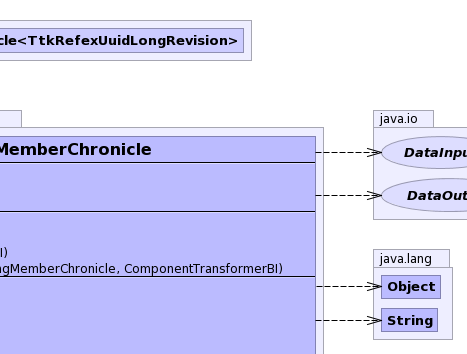 cle<TtkRefexUuidLongRevision>
java.io
MemberChronicle
DataInpu
DataOut
I)
ngMemberChronicle, ComponentTransformerBI)
java.lang
Object
String